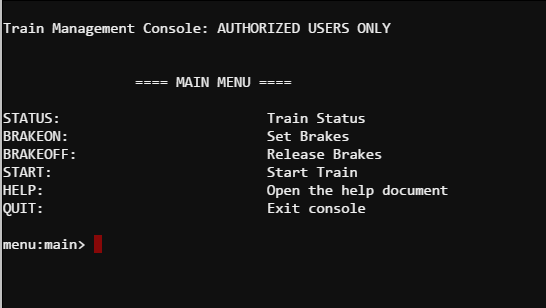 Train Management Console: AUTHORIZED USERS ONLY
==== MAIN MENU ====
STATUS: Train Status
BRAKEON: Set Brakes
BRAKEOFF: Release Brakes
START: Start Train
HELP: Open the help document
QUIT: Exit console
menu:main>